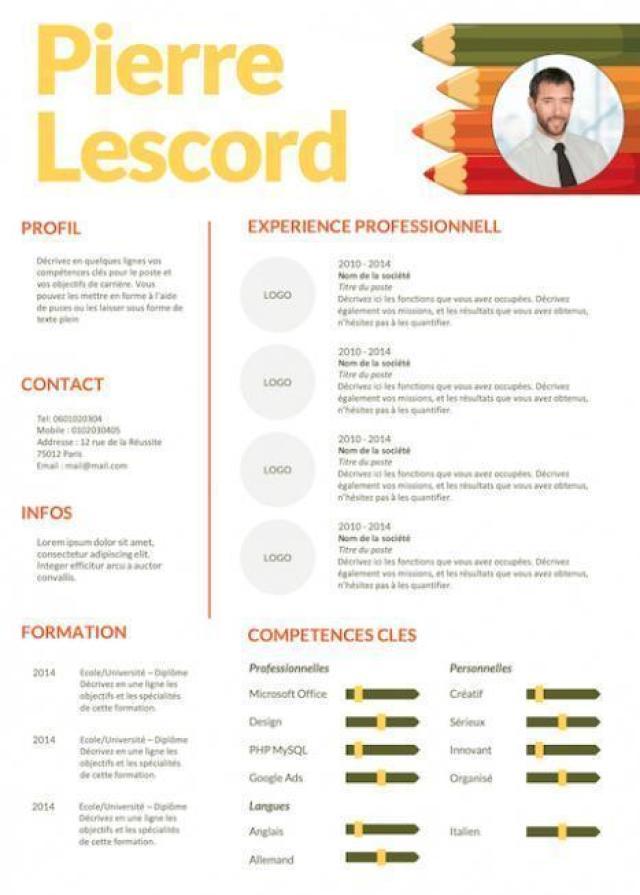 Pierre
Lescord
PROFIL
Décrivez en quelques lignes vos
compétences clés pour le poste et
vos objectifs de carrière. Vous
pouvez les mettre en forme à l'aide
de puces ou les laisser sous forme de
texte plein
CONTACT
Tel: 0601020304
Mobile : 0102030405
Addresse : 12 rue de la Réussite
75012 Paris
Email : mail@mail.com
INFOS
Lorem ipsum dolor sit amet,
consectetur adipiscing elit.
Integer efficitur arcu a auctor
convallis.
FORMATION
2014 Ecole/Université – Diplôme
Décrivez en une ligne les
objectifs et les spécialités
de cette formation.
2014 Ecole/Université – Diplôme
Décrivez en une ligne les
objectifs et les spécialités
de cette formation.
2014 Ecole/Université – Diplôme
Décrivez en une ligne les
objectifs et les spécialités
de cette formation.
EXPERIENCE PROFESSIONNELL
LOGO
2010 - 2014
Nom de la société
Titre du poste
Décrivez ici les fonctions que vous avez occupées. Décrivez
également vos missions, et les résultats que vous avez obtenus,
n'hésitez pas à les quantifier.
LOGO
2010 - 2014
Nom de la société
Titre du poste
Décrivez ici les fonctions que vous avez occupées. Décrivez
également vos missions, et les résultats que vous avez obtenus,
n'hésitez pas à les quantifier.
LOGO
2010 - 2014
Nom de la société
Titre du poste
Décrivez ici les fonctions que vous avez occupées. Décrivez
également vos missions, et les résultats que vous avez obtenus,
n'hésitez pas à les quantifier.
LOGO
2010 - 2014
Nom de la société
Titre du poste
Décrivez ici les fonctions que vous avez occupées. Décrivez
également vos missions, et les résultats que vous avez obtenus,
n'hésitez pas à les quantifier.
COMPETENCES CLES
Professionnelles
Microsoft Office
Design
PHP MySQL
Google Ads
Personnelles
Créatif
Sérieux
Innovant
Organisé
Langues
Anglais
Allemand
Italien